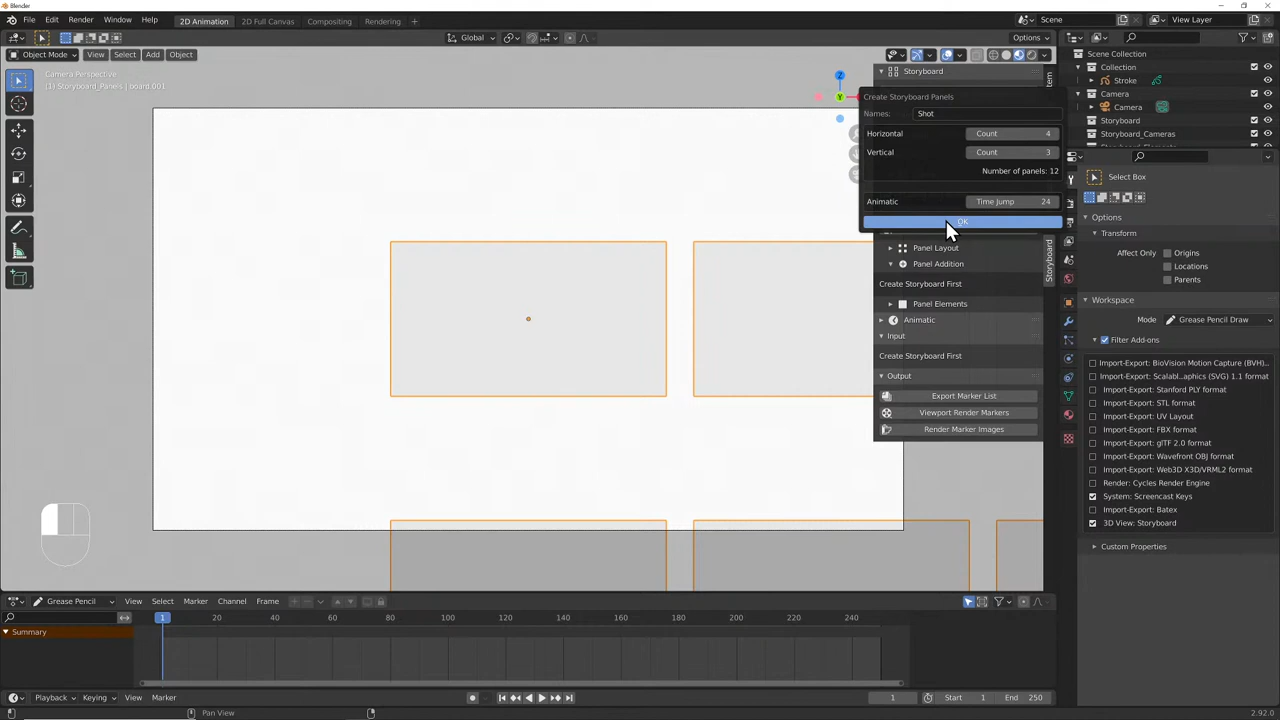 Blender
File Edit Render Window Help
2D Animation 2D Full Canvas Compositing Rendering +
Scene
View Layer
Global
Options
Object Mode View Select Add Object
Camera Perspective
(1) Storyboard_Panels | board.001
Storyboard
Item
Create Storyboard Panels
Names: Shot
Horizontal Count 4
Vertical Count 3
Number of panels: 12
Animatic Time Jump 24
OK
Panel Layout
Panel Addition
Create Storyboard First
Panel Elements
Animatic
Input
Create Storyboard First
Output
Export Marker List
Viewport Render Markers
Render Marker Images
Storyboard
Z
Y
Scene Collection
Collection
Stroke
Camera
Camera
Storyboard
Storyboard_Cameras
Select Box
Options
Transform
Affect Only Origins
Locations
Parents
Workspace
Mode Grease Pencil Draw
Filter Add-ons
Import-Export: BioVision Motion Capture (BVH)...
Import-Export: Scalabl...aphics (SVG) 1.1 format
Import-Export: Stanford PLY format
Import-Export: STL format
Import-Export: UV Layout
Import-Export: FBX format
Import-Export: glTF 2.0 format
Import-Export: Wavefront OBJ format
Import-Export: Web3D X3D/VRML2 format
Render: Cycles Render Engine
System: Screencast Keys
Import-Export: Batex
3D View: Storyboard
Custom Properties
Grease Pencil View Select Marker Channel Frame
1 20 40 60 80 100 120 140 160 180 200 220 240
Summary
Playback Keying View Marker
1 Start 1 End 250
Pan View
2.92.0